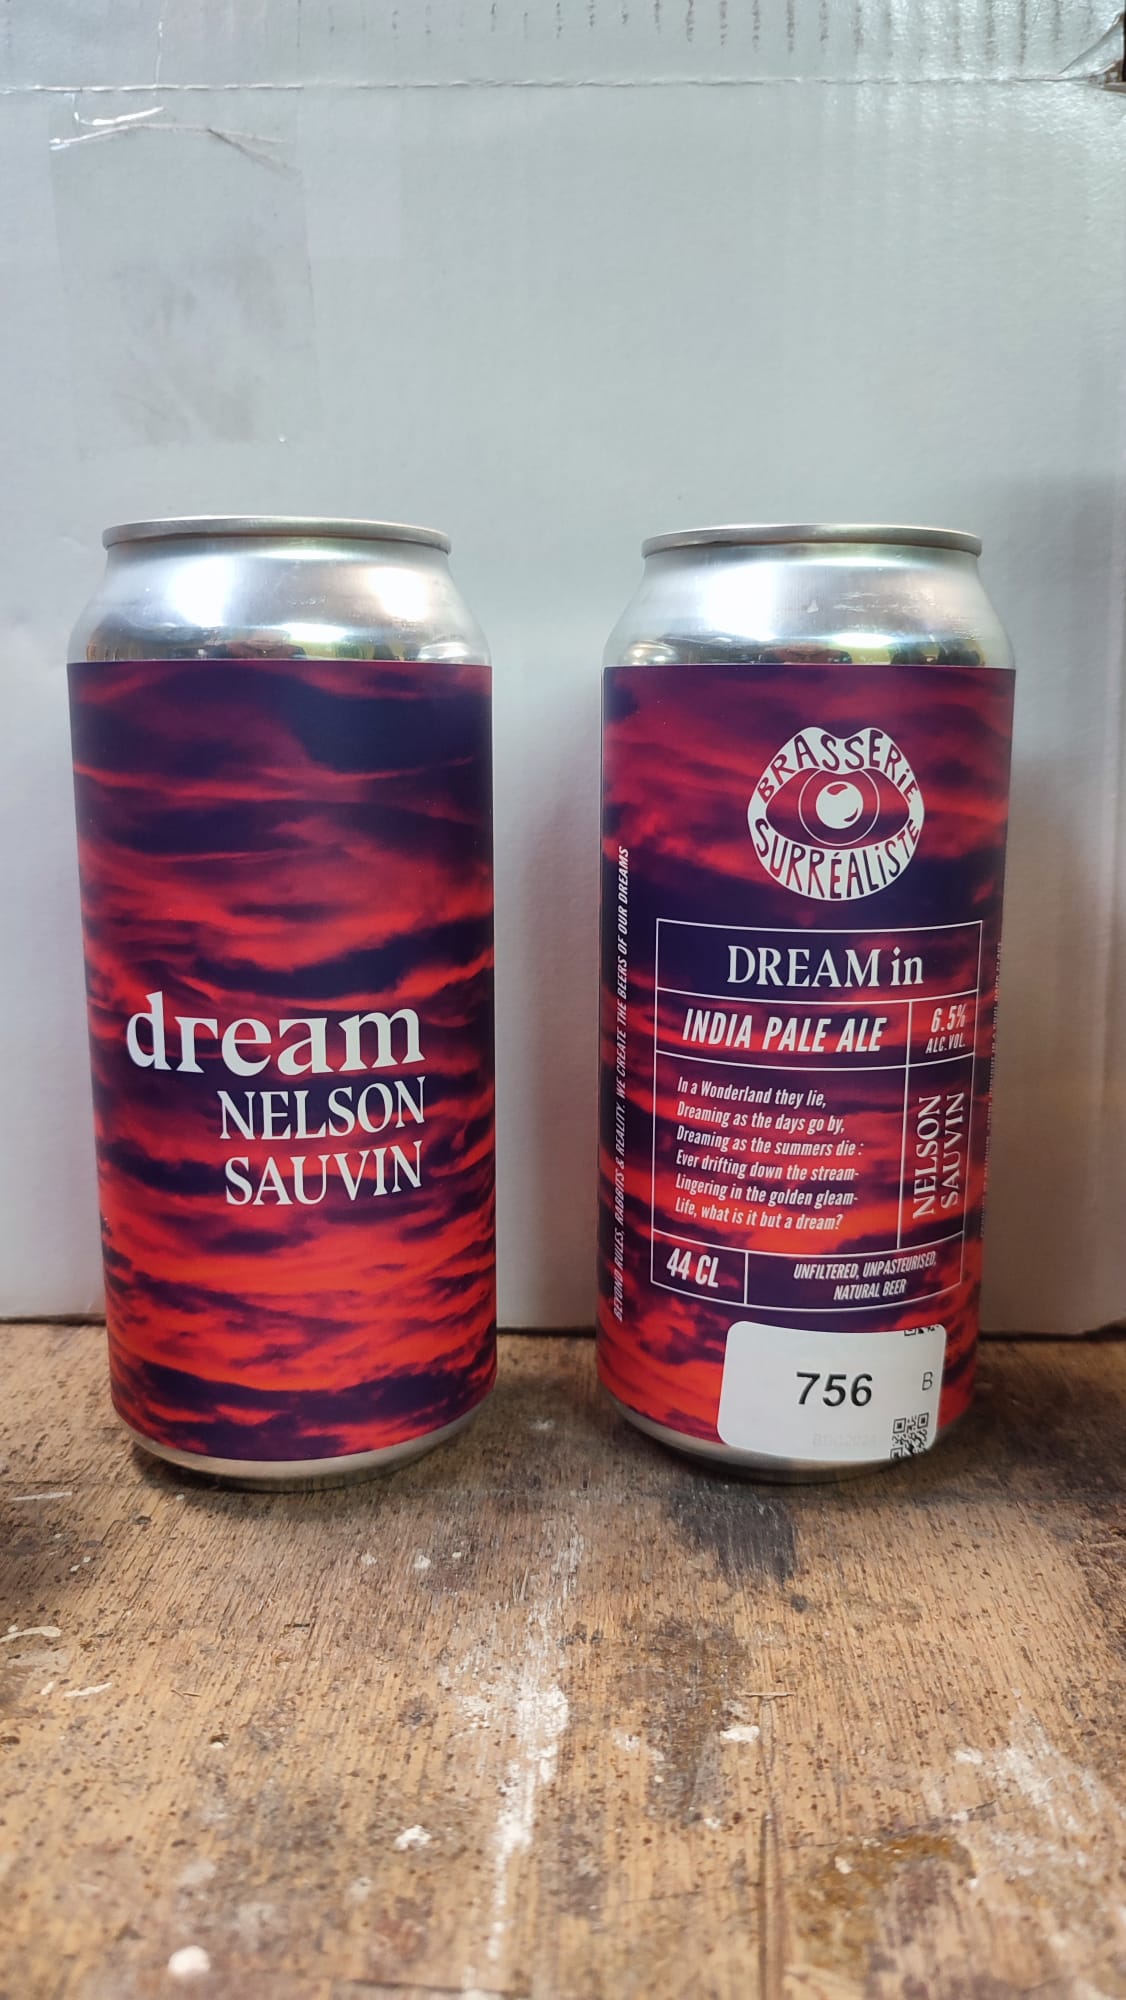 dream
NELSON
SAUVIN
BRASSERIE
SURRÉALISTE
DREAM in
INDIA PALE ALE
6.5%
ALC.VOL.
In a Wonderland they lie,
Dreaming as the days go by,
Dreaming as the summers die :
Ever drifting down the stream-
Lingering in the golden gleam-
Life, what is it but a dream?
NELSON
SAUVIN
44 CL
UNFILTERED, UNPASTEURISED,
NATURAL BEER
BEYOND RULES, RABBITS & REALITY. WE CREATE THE BEERS OF OUR DREAMS
756
B